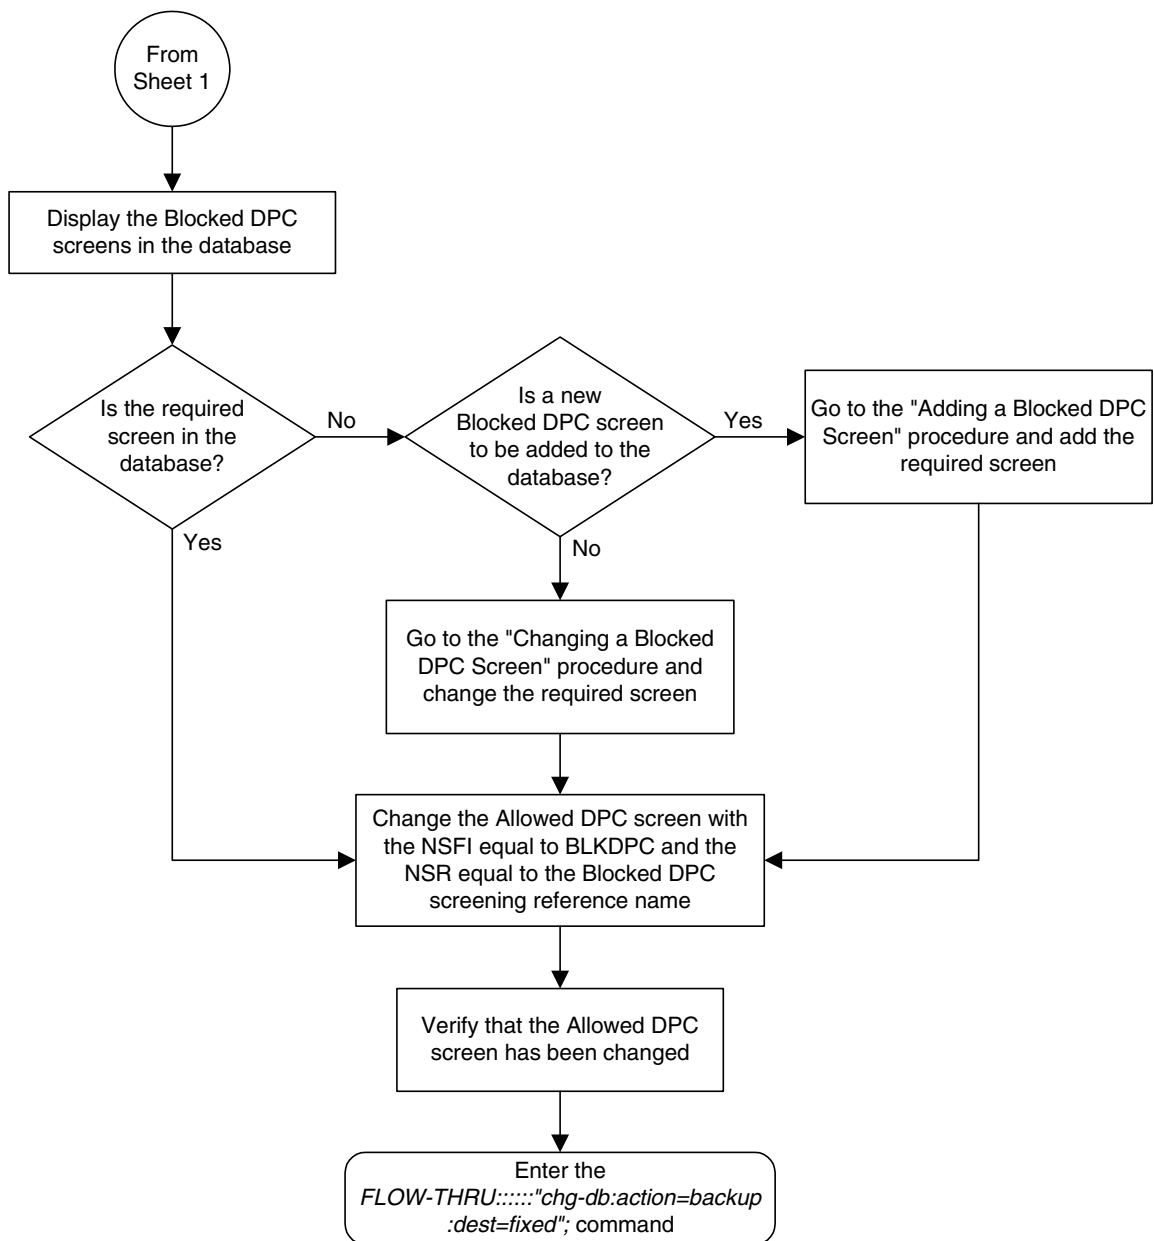 From
Sheet 1
Display the Blocked DPC
screens in the database
Is the required
screen in the
database?
No
Yes
Is a new
Blocked DPC screen
to be added to the
database?
Yes
No
Go to the "Adding a Blocked DPC
Screen" procedure and add the
required screen
Go to the "Changing a Blocked
DPC Screen" procedure and
change the required screen
Change the Allowed DPC screen with
the NSFI equal to BLKDPC and the
NSR equal to the Blocked DPC
screening reference name
Verify that the Allowed DPC
screen has been changed
Enter the
FLOW-THRU::::::"chg-db:action=backup
:dest=fixed"; command